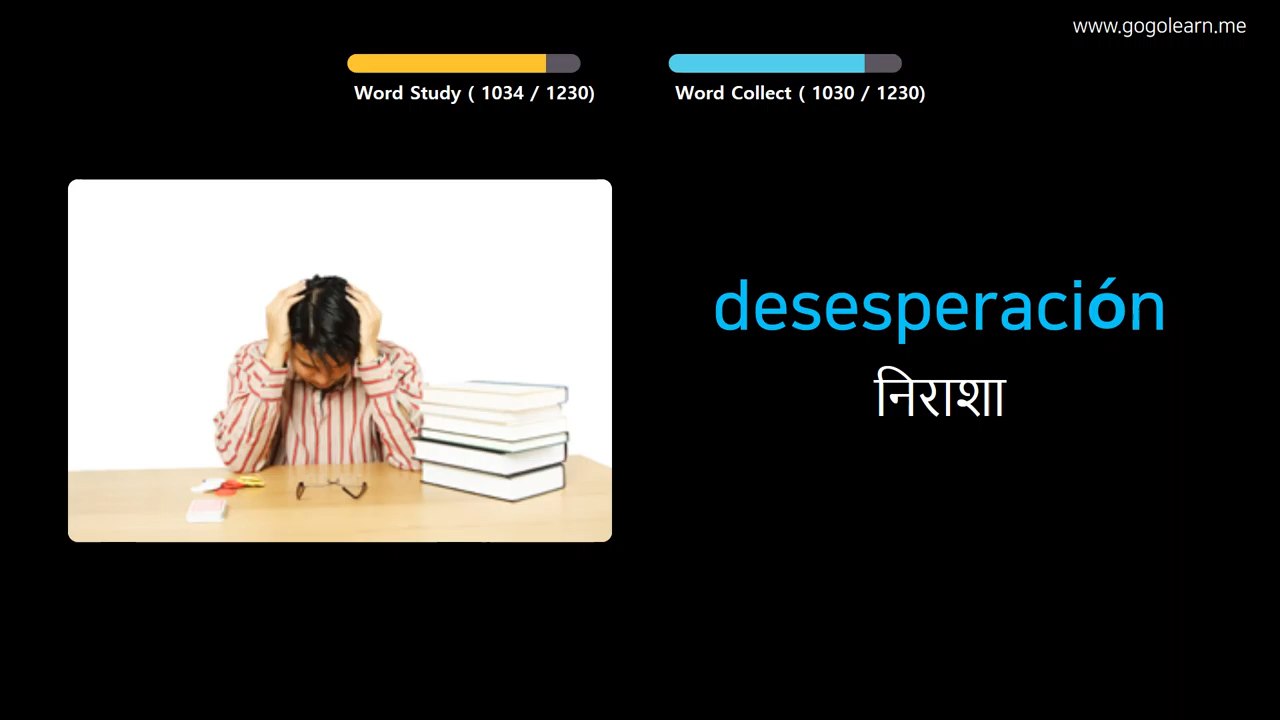 www.gogolearn.me
Word Study ( 1034 / 1230)
Word Collect ( 1030 / 1230)
desesperación
निराशा